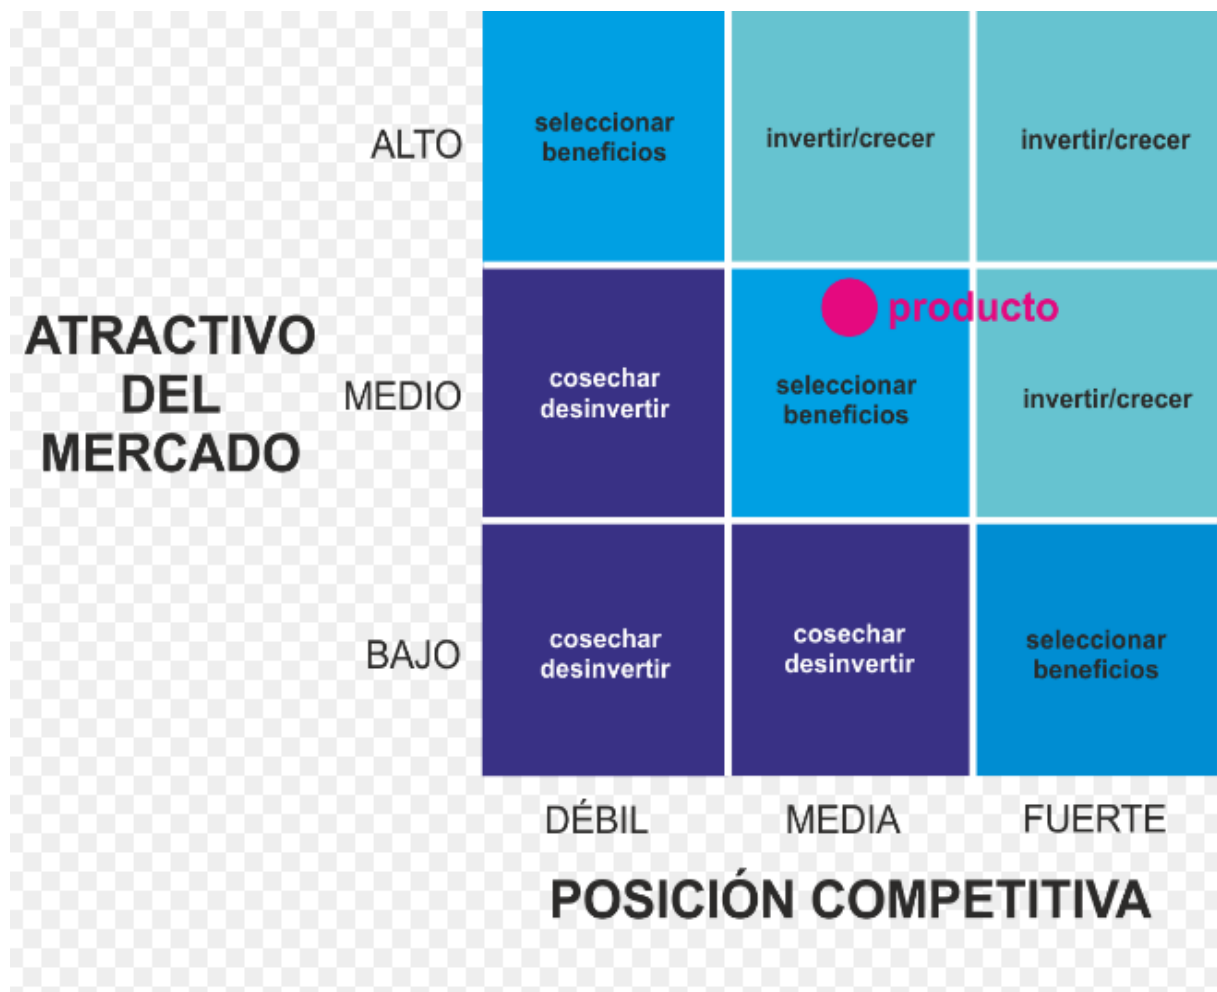 seleccionar
beneficios
invertir/crecer
invertir/crecer
ALTO
producto
ATRACTIVO
DEL
MERCADO
MEDIO
cosechar
desinvertir
seleccionar
beneficios
invertir/crecer
BAJO
cosechar
desinvertir
cosechar
desinvertir
seleccionar
beneficios
DÉBIL
MEDIA
FUERTE
POSICIÓN COMPETITIVA